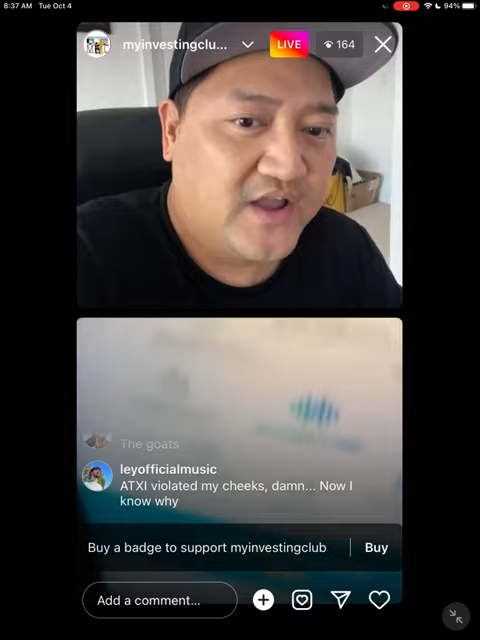 8:37 AM Tue Oct 4
94%
myinvestingclu...
LIVE
164
The goats
leyofficialmusic
ATXI violated my cheeks, damn... Now I
know why
Buy a badge to support myinvestingclub
Buy
Add a comment...